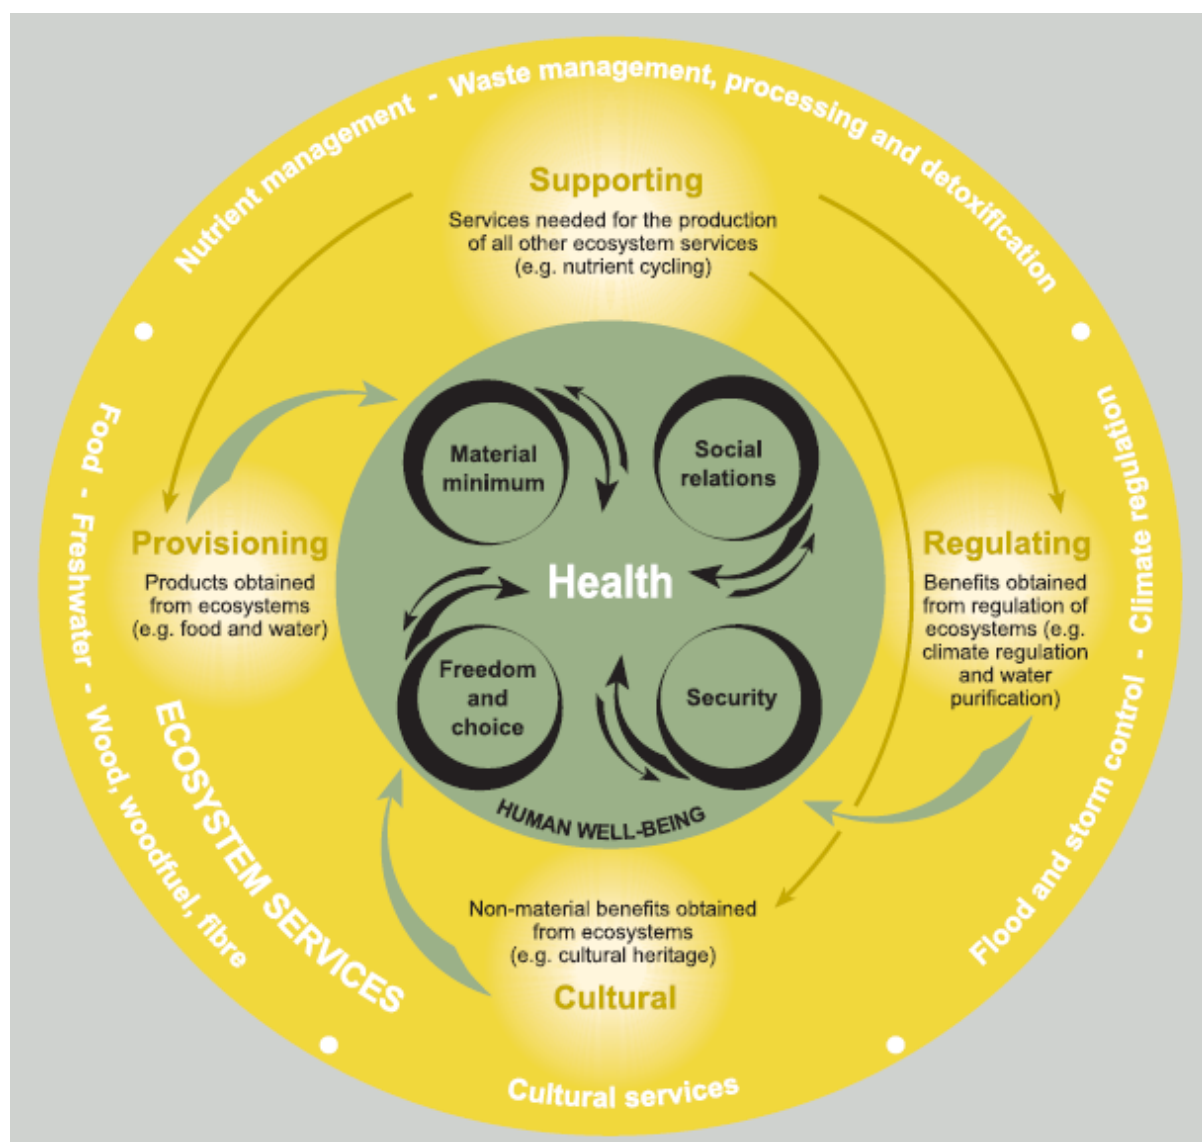 Nutrient management - Waste management, processing and detoxification
Supporting
Services needed for the production
of all other ecosystem services
(e.g. nutrient cycling)
Food - Freshwater - Wood, woodfuel, fibre
Flood and storm control - Climate regulation
Material
minimum
Social
relations
Provisioning
Products obtained
from ecosystems
(e.g. food and water)
Health
Regulating
Benefits obtained
from regulation of
ecosystems (e.g.
climate regulation
and water
purification)
Freedom
and
choice
Security
HUMAN WELL-BEING
ECOSYSTEM SERVICES
Non-material benefits obtained
from ecosystems
(e.g. cultural heritage)
Cultural
Cultural services